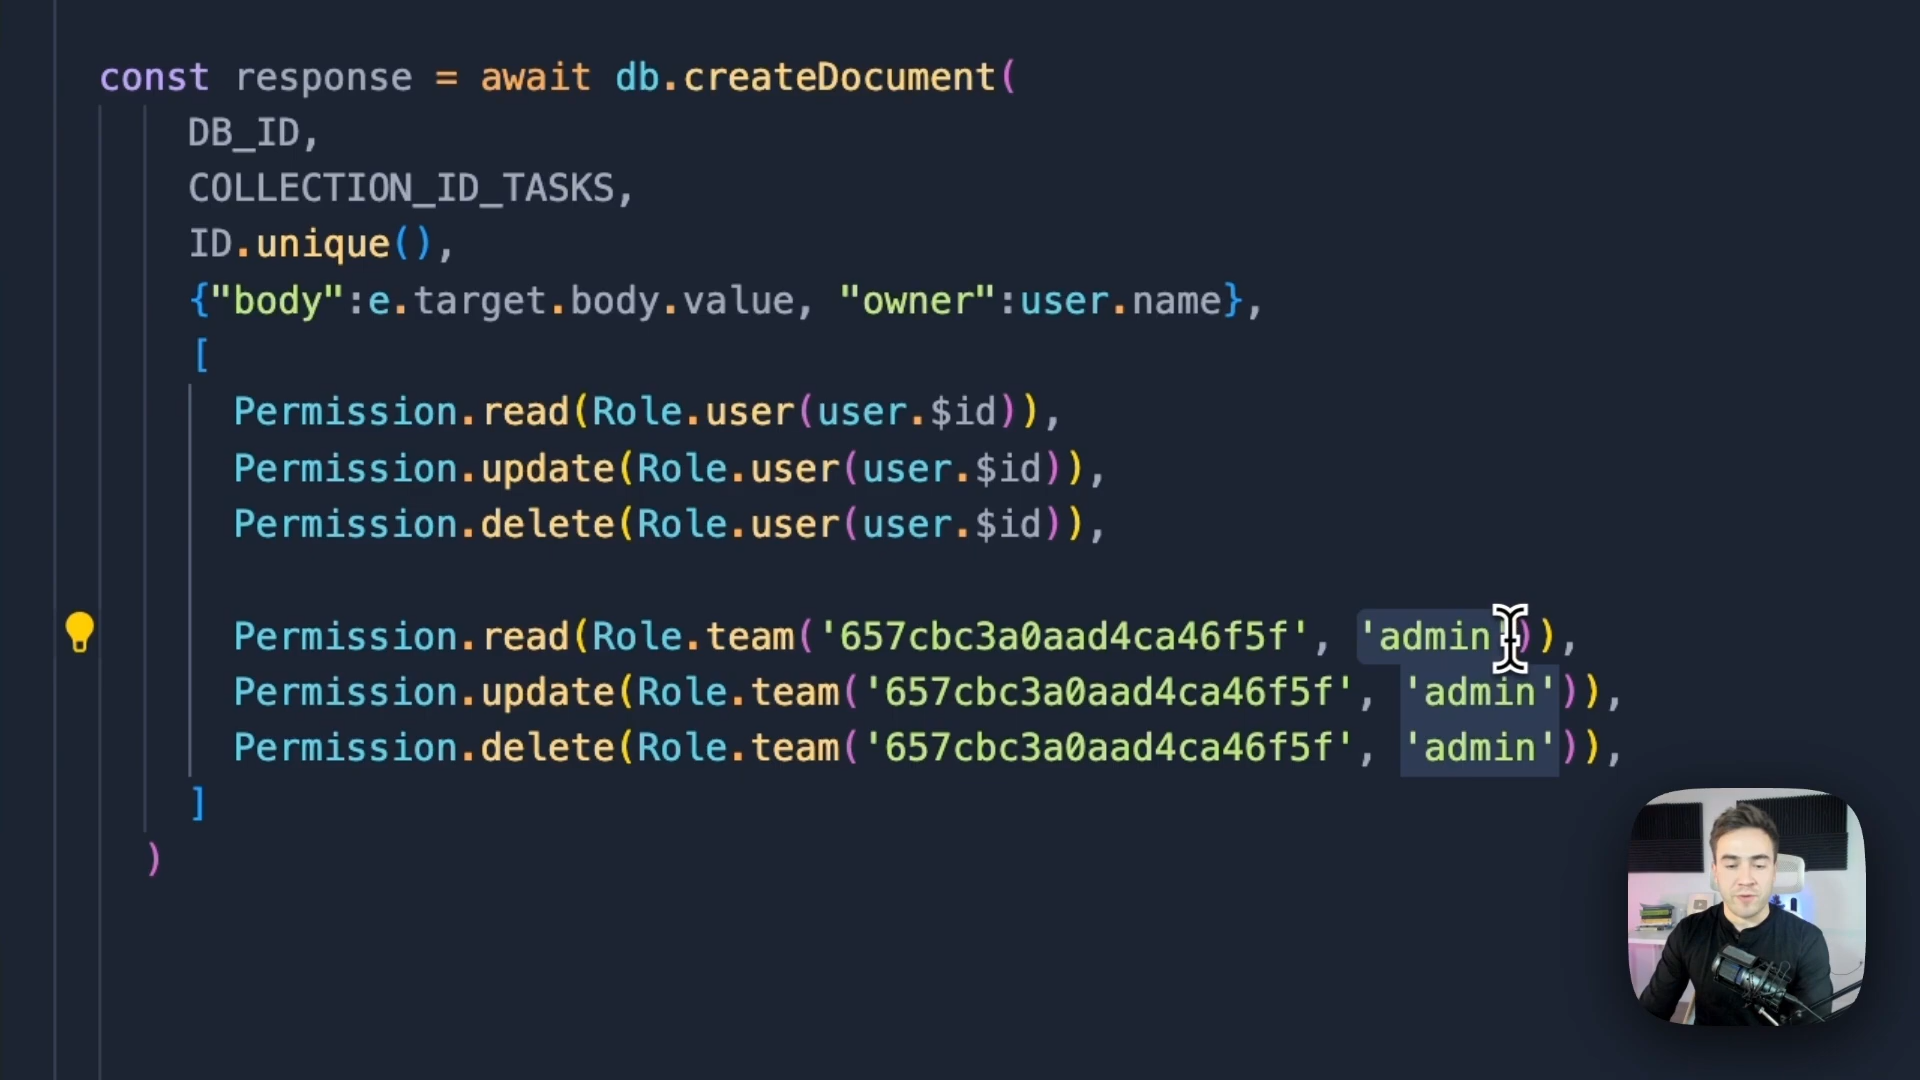 const response = await db.createDocument(
DB_ID,
COLLECTION_ID_TASKS,
ID.unique(),
{"body":e.target.body.value, "owner":user.name},
[
Permission.read(Role.user(user.$id)),
Permission.update(Role.user(user.$id)),
Permission.delete(Role.user(user.$id)),
Permission.read(Role.team('657cbc3a0aad4ca46f5f', 'admin')),
Permission.update(Role.team('657cbc3a0aad4ca46f5f', 'admin')),
Permission.delete(Role.team('657cbc3a0aad4ca46f5f', 'admin')),
]
)